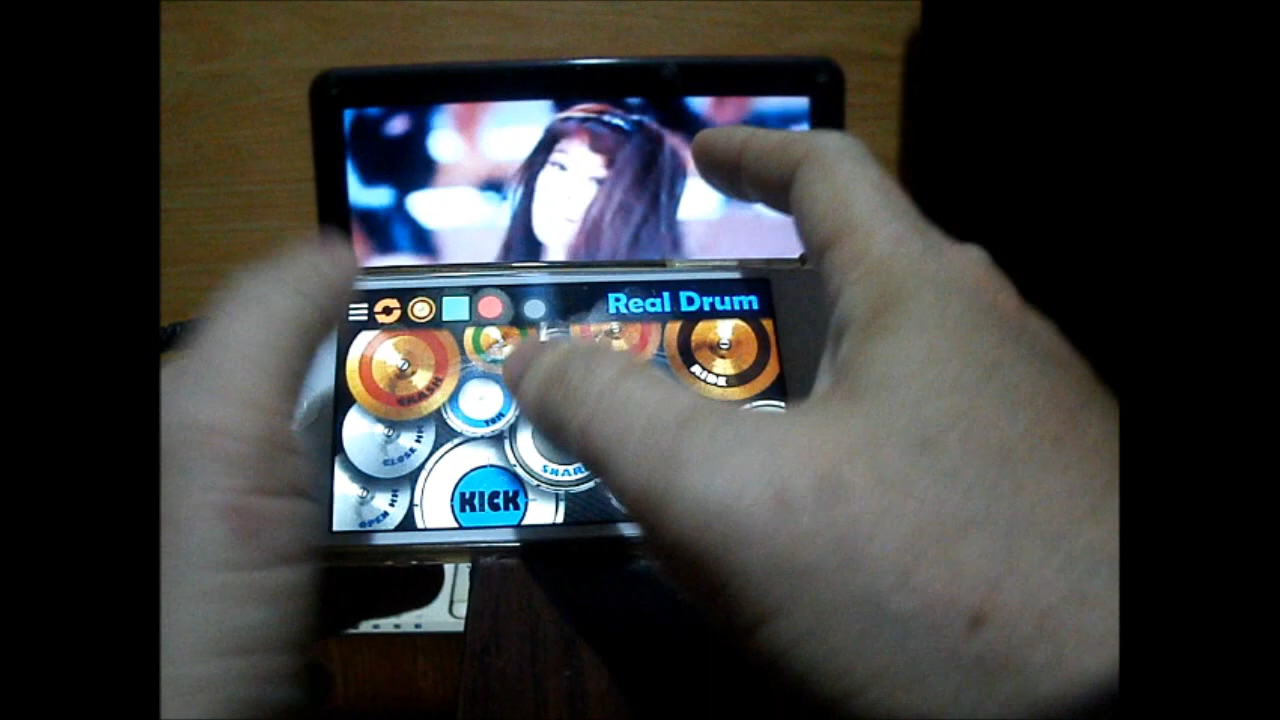 Real Drum
CRASH
RIDE
TOM
CLOSE HH
SNARE
KICK
OPEN HH